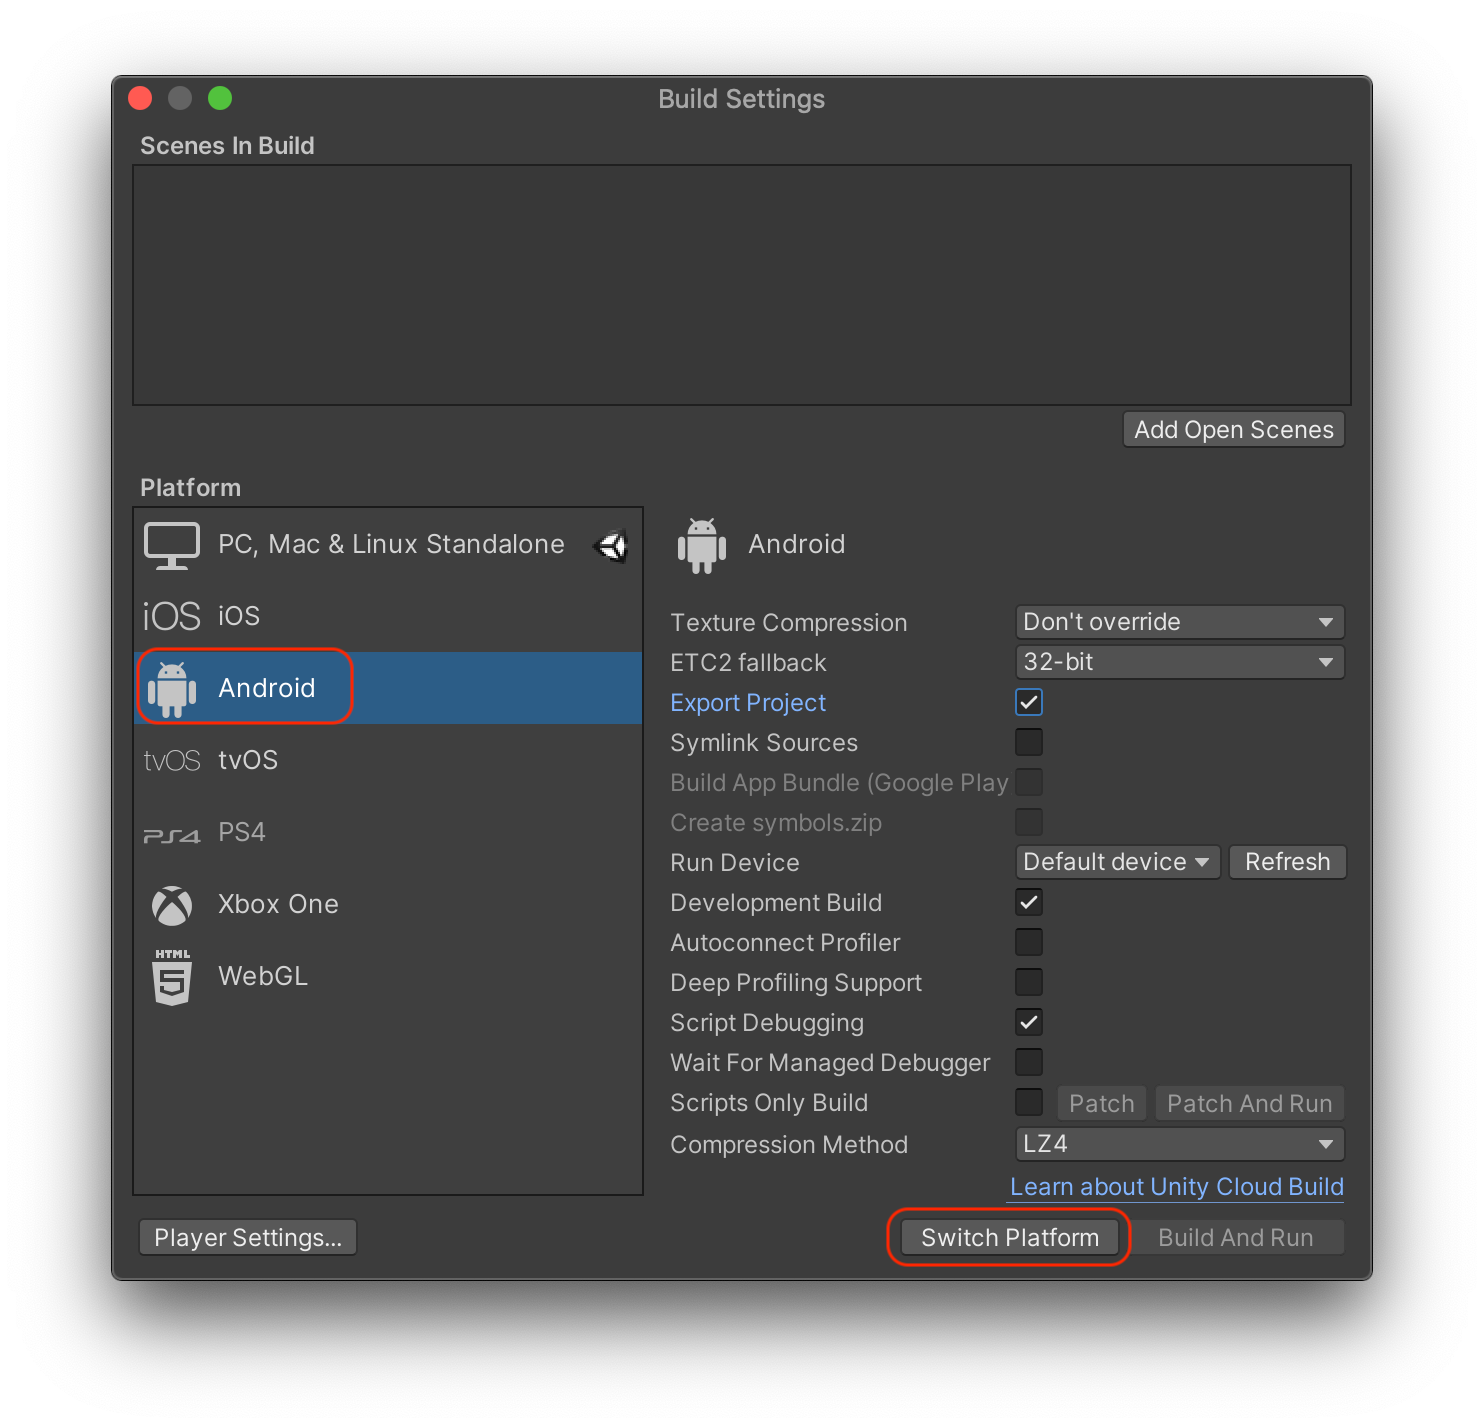 Build Settings
Scenes In Build
Add Open Scenes
Platform
PC, Mac & Linux Standalone
iOS iOS
Android
tvOS tvOS
PS4 PS4
Xbox One
HTML
5 WebGL
Android
Texture Compression Don't override
ETC2 fallback 32-bit
Export Project
Symlink Sources
Build App Bundle (Google Play
Create symbols.zip
Run Device Default device Refresh
Development Build
Autoconnect Profiler
Deep Profiling Support
Script Debugging
Wait For Managed Debugger
Scripts Only Build Patch Patch And Run
Compression Method LZ4
Learn about Unity Cloud Build
Player Settings... Switch Platform Build And Run